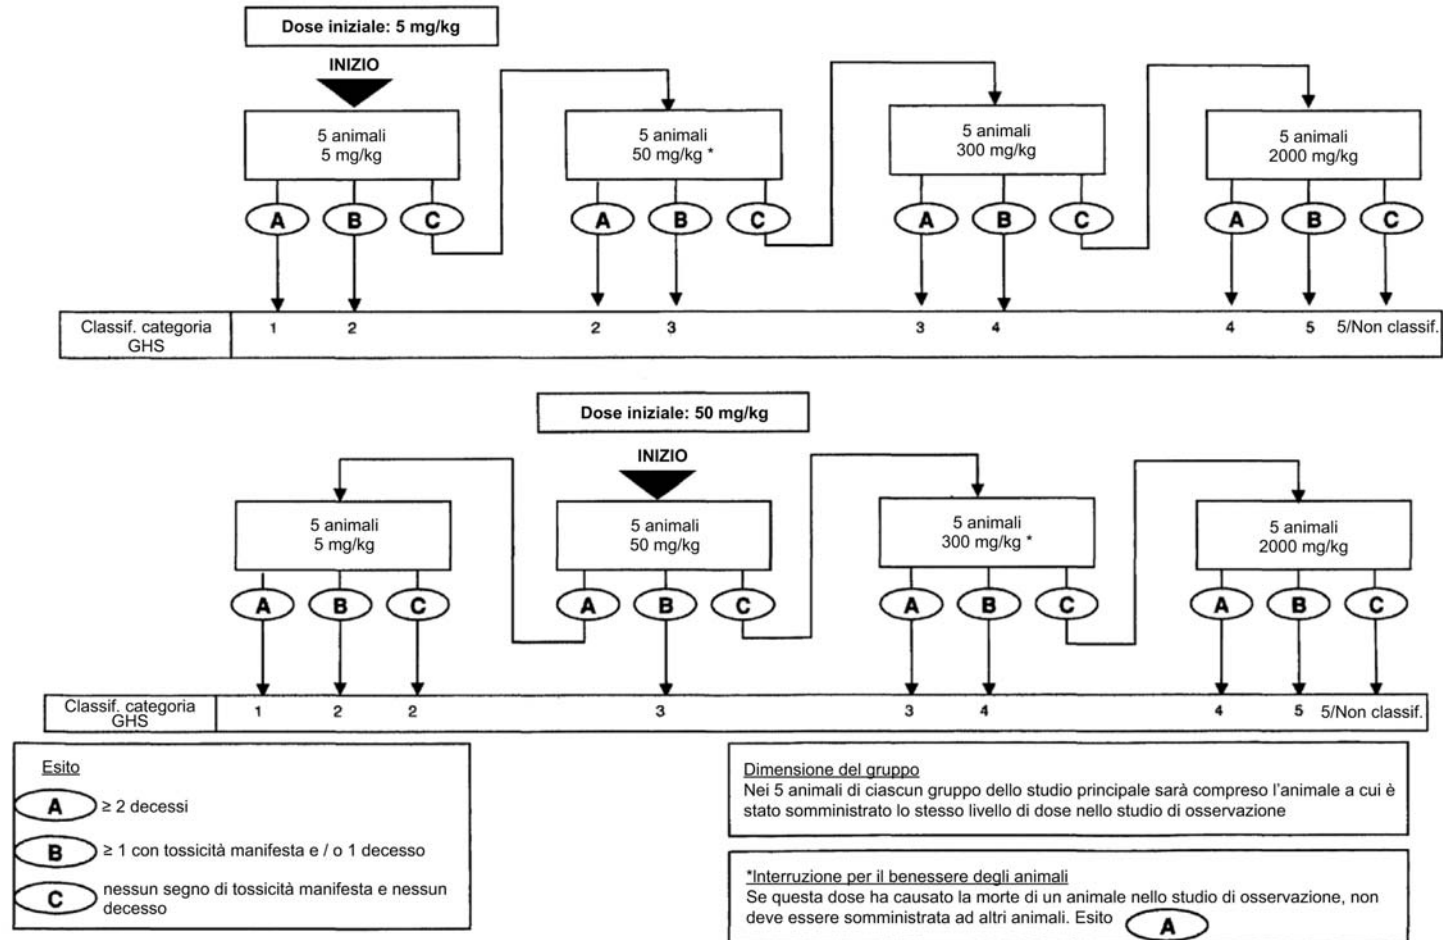 Dose iniziale: 5 mg/kg
INIZIO
5 animali
5 mg/kg
5 animali
50 mg/kg *
5 animali
300 mg/kg
5 animali
2000 mg/kg
A B C A B C A B C A B C
Classif. categoria
GHS
1 2 2 3 3 4 4 5 5/Non classif.
Dose iniziale: 50 mg/kg
INIZIO
5 animali
5 mg/kg
5 animali
50 mg/kg
5 animali
300 mg/kg *
5 animali
2000 mg/kg
A B C A B C A B C A B C
Classif. categoria
GHS
1 2 2 3 3 4 4 5 5/Non classif.
Esito
A ≥ 2 decessi
B ≥ 1 con tossicità manifesta e / o 1 decesso
C nessun segno di tossicità manifesta e nessun
decesso
Dimensione del gruppo
Nei 5 animali di ciascun gruppo dello studio principale sarà compreso l'animale a cui è
stato somministrato lo stesso livello di dose nello studio di osservazione
*Interruzione per il benessere degli animali
Se questa dose ha causato la morte di un animale nello studio di osservazione, non
deve essere somministrata ad altri animali. Esito A